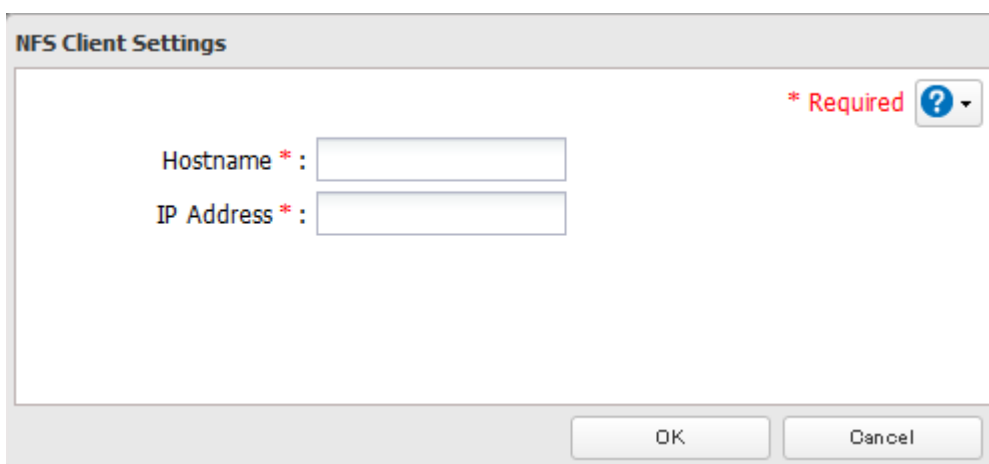 NFS Client Settings
* Required ?
Hostname * :
IP Address * :
OK Cancel